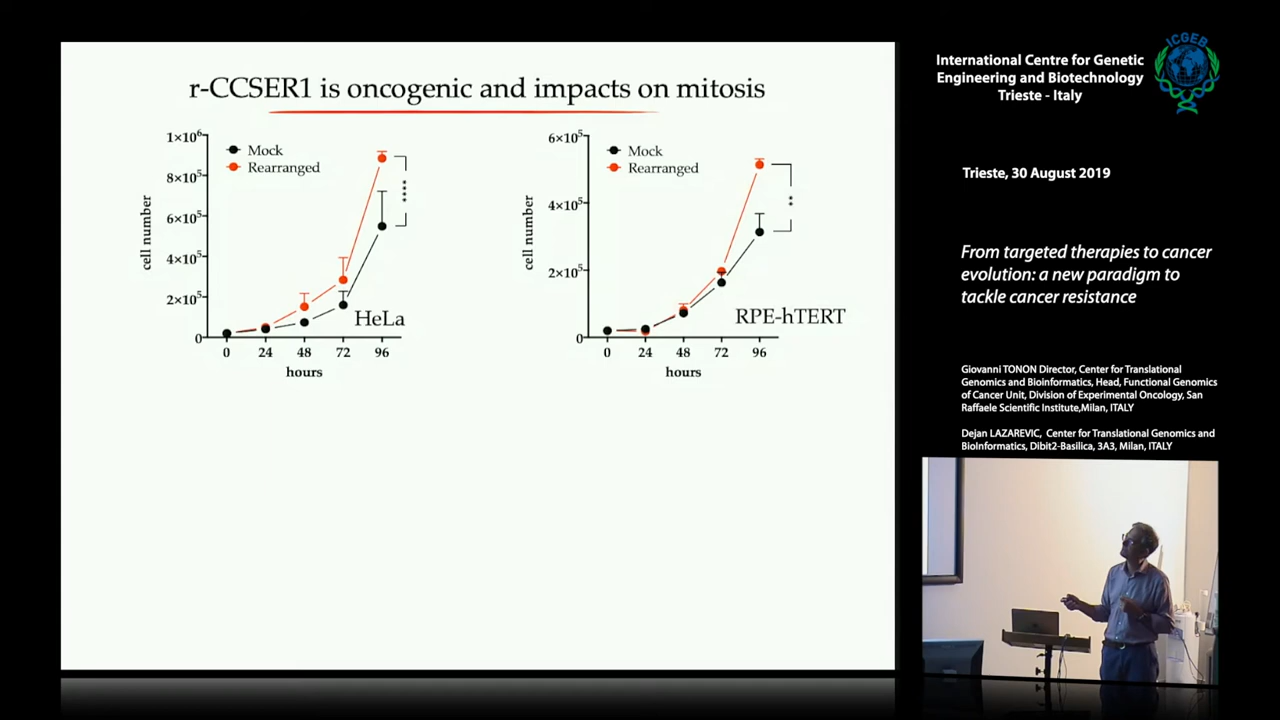 r-CCSER1 is oncogenic and impacts on mitosis
1×10⁶
8×10⁵
6×10⁵
4×10⁵
2×10⁵
0
cell number
Mock
Rearranged
****
HeLa
0 24 48 72 96
hours
6×10⁵
4×10⁵
2×10⁵
0
cell number
Mock
Rearranged
**
RPE-hTERT
0 24 48 72 96
hours
ICGEB
International Centre for Genetic
Engineering and Biotechnology
Trieste - Italy
Trieste, 30 August 2019
From targeted therapies to cancer
evolution: a new paradigm to
tackle cancer resistance
Giovanni TONON Director, Center for Translational
Genomics and Bioinformatics, Head, Functional Genomics
of Cancer Unit, Division of Experimental Oncology, San
Raffaele Scientific Institute,Milan, ITALY
Dejan LAZAREVIC, Center for Translational Genomics and
BioInformatics, Dibit2-Basilica, 3A3, Milan, ITALY